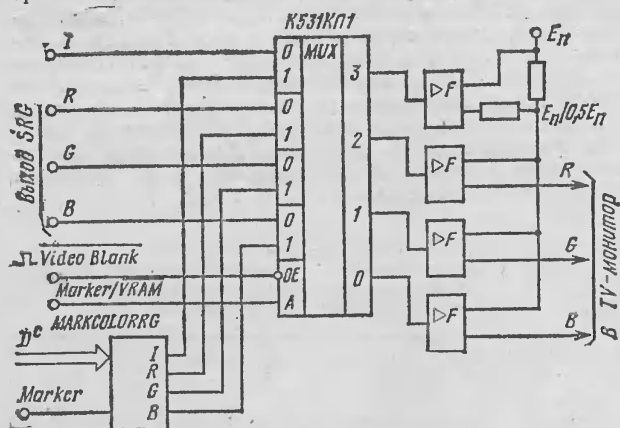 К531КП1
I
R
G
B
Выход SRG
Video Blank
Marker/VRAM
MARKCOLORRG
Dᶜ
Marker
I
R
G
B
0
1
0
1
0
1
0
1
OE
A
MUX
3
2
1
0
▷F
▷F
▷F
▷F
Eп
Eп/0,5Eп
R
G
B
В TV-монитор